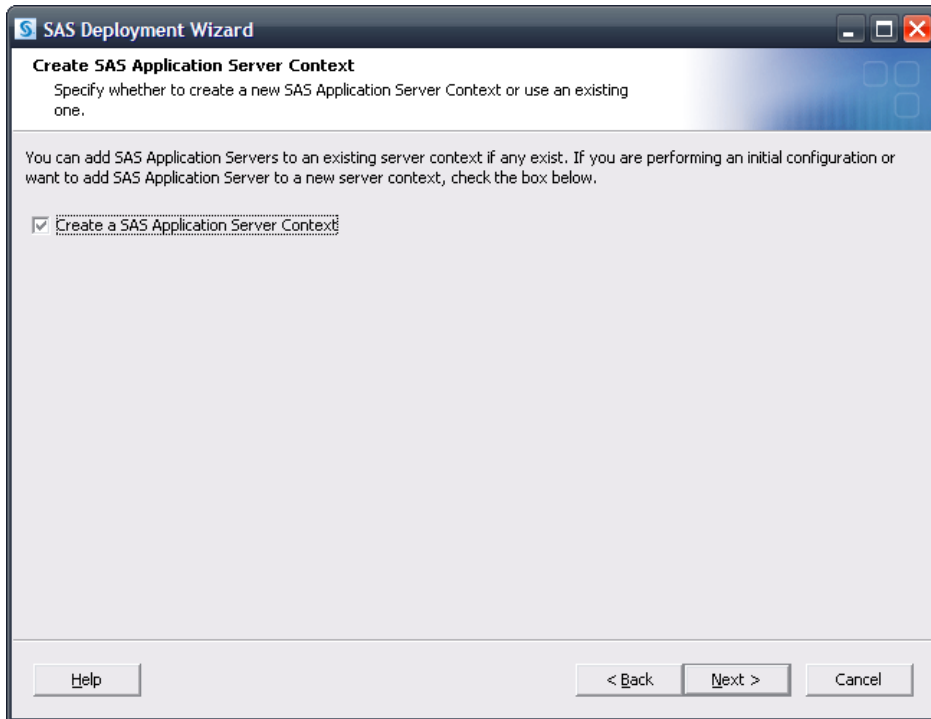 SAS Deployment Wizard
Create SAS Application Server Context
Specify whether to create a new SAS Application Server Context or use an existing
one.
You can add SAS Application Servers to an existing server context if any exist. If you are performing an initial configuration or
want to add SAS Application Server to a new server context, check the box below.
Create a SAS Application Server Context
Help
< Back
Next >
Cancel